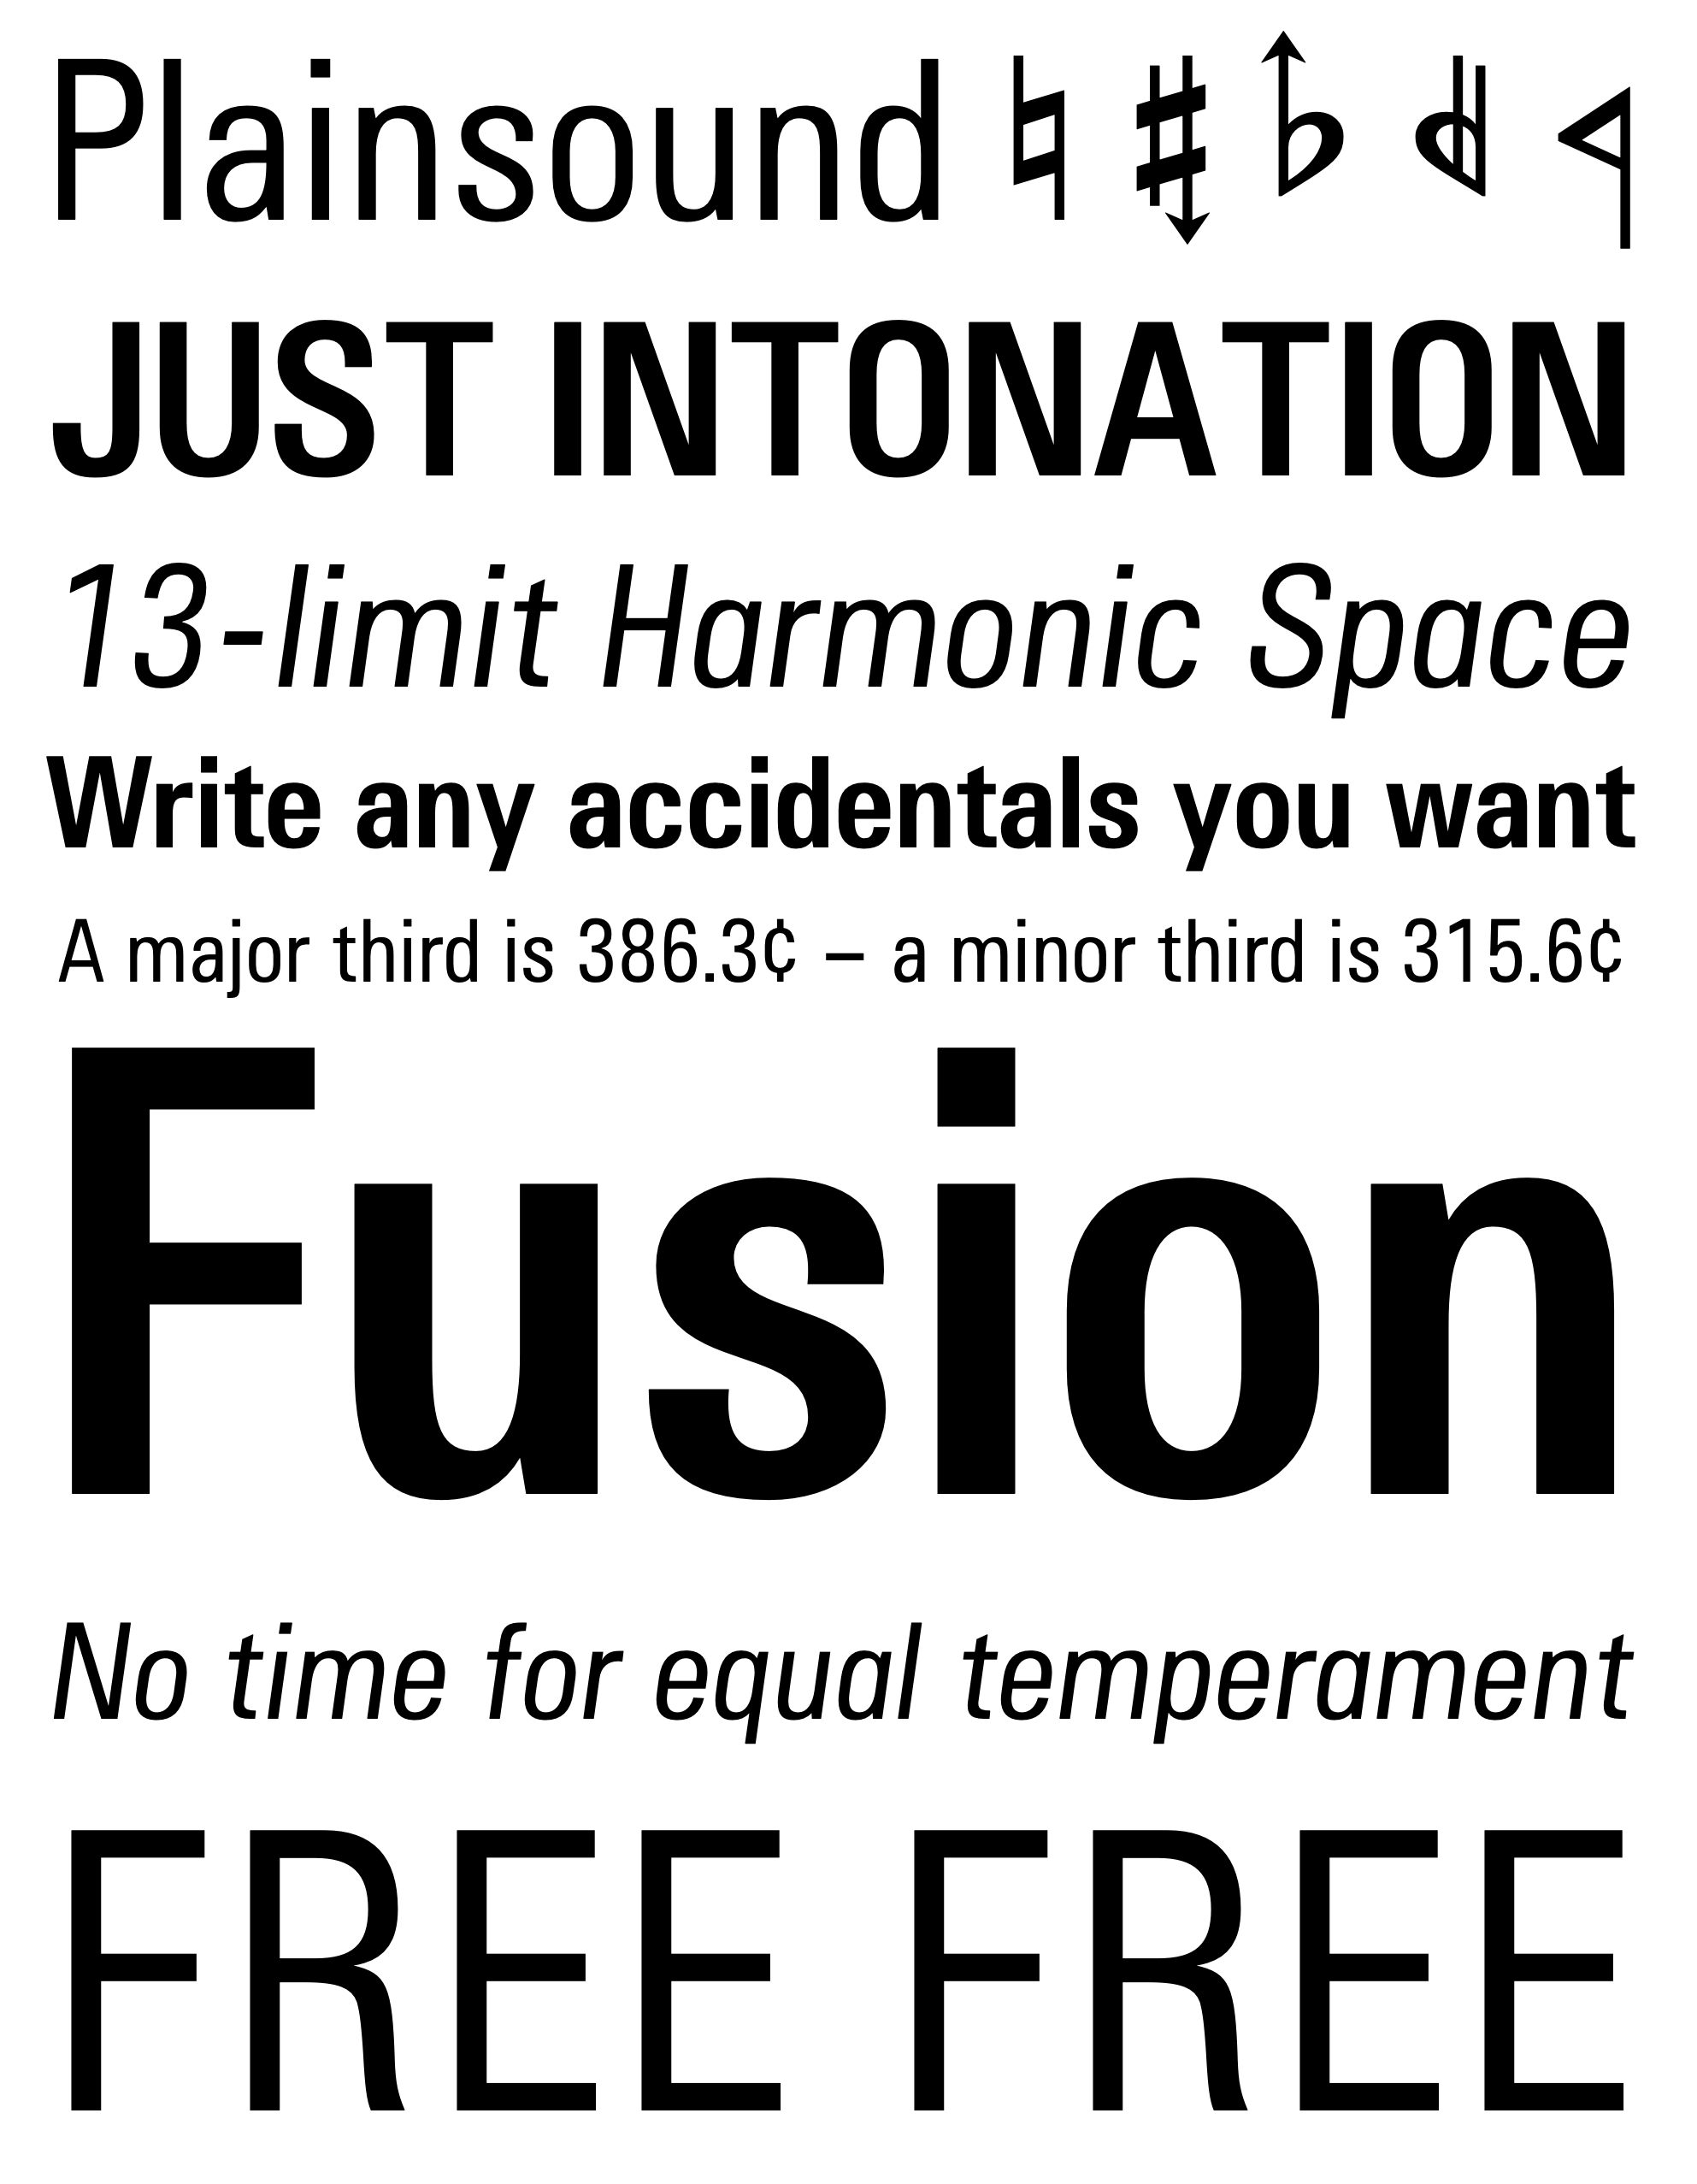 Plainsound ♮
JUST INTONATION
13-limit Harmonic Space
Write any accidentals you want
A major third is 386.3¢ – a minor third is 315.6¢
Fusion
No time for equal temperament
FREE FREE